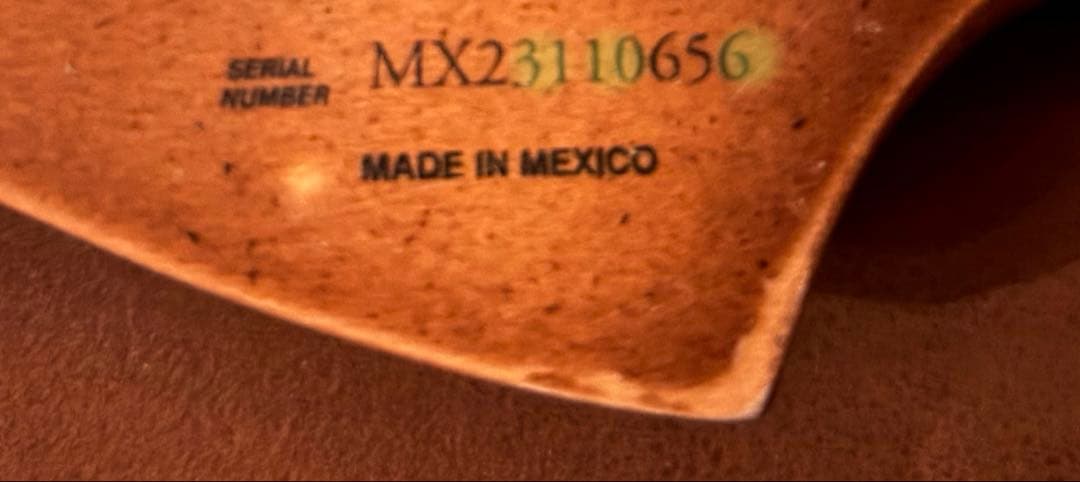 SERIAL
NUMBER MX23110656
MADE IN MEXICO